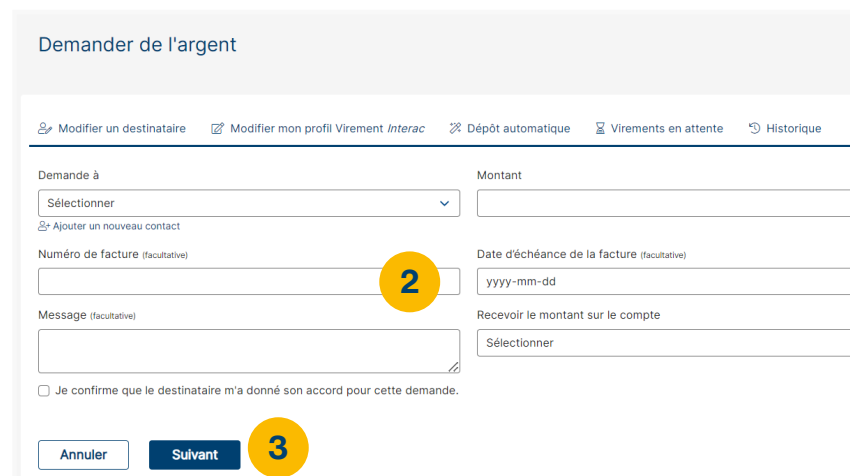 Demander de l'argent
Modifier un destinataire Modifier mon profil Virement Interac Dépôt automatique Virements en attente Historique
Demande à Montant
Sélectionner
Ajouter un nouveau contact
Numéro de facture (facultative) Date d'échéance de la facture (facultative)
2 yyyy-mm-dd
Message (facultative) Recevoir le montant sur le compte
Sélectionner
Je confirme que le destinataire m'a donné son accord pour cette demande.
Annuler Suivant 3